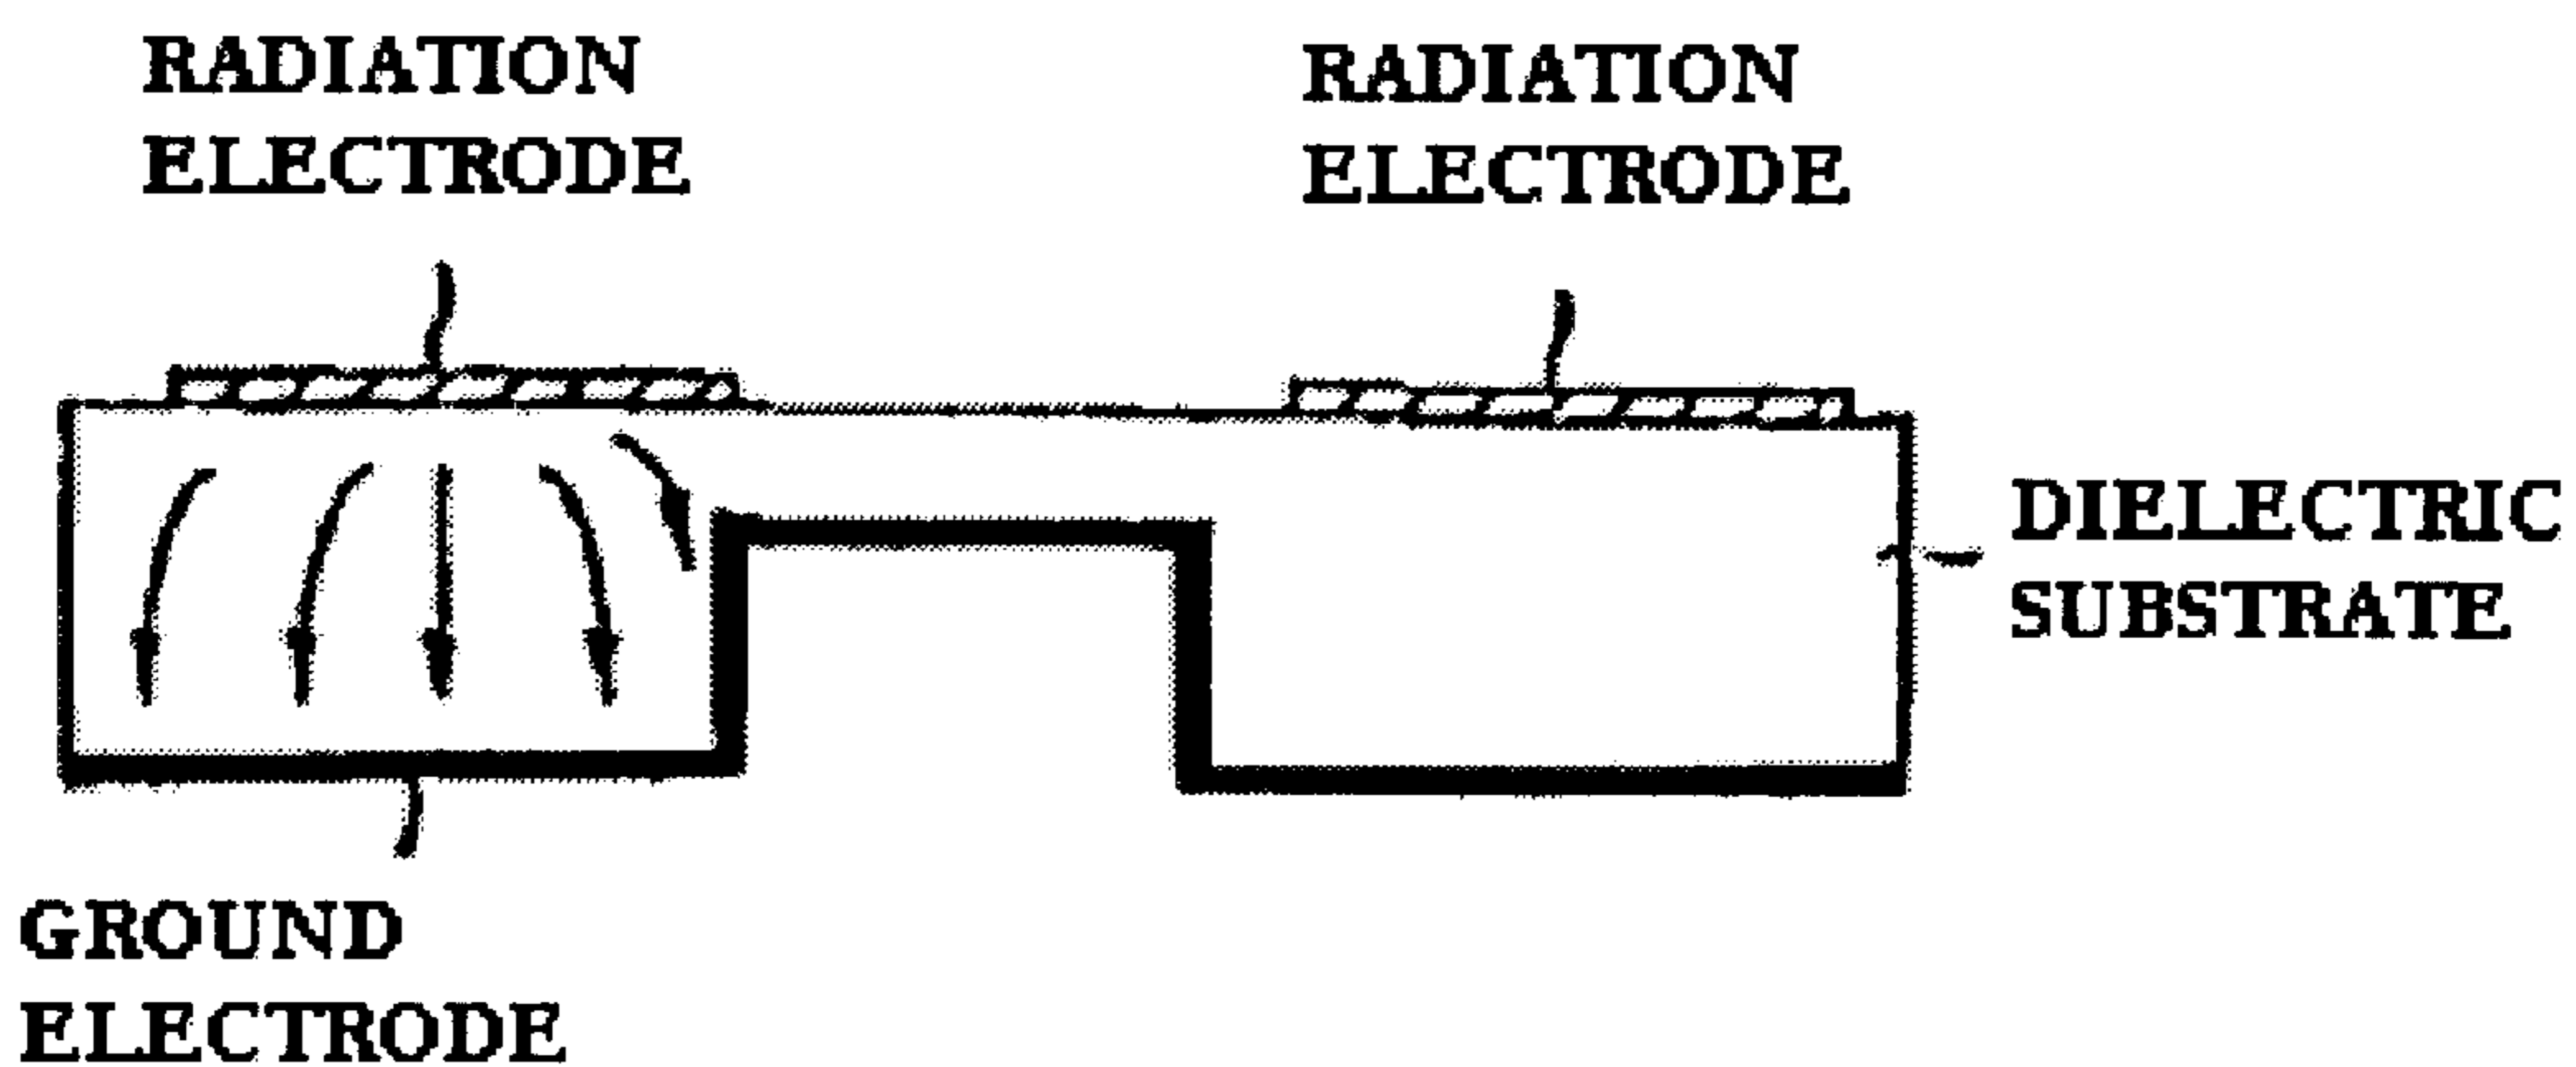 RADIATION
ELECTRODE
RADIATION
ELECTRODE
DIELECTRIC
SUBSTRATE
GROUND
ELECTRODE